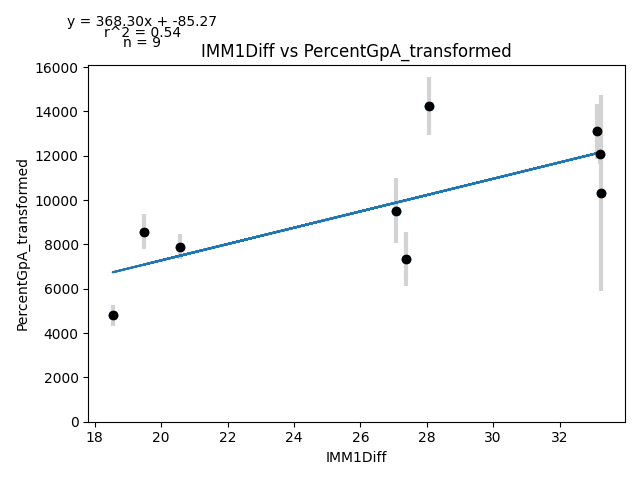 y = 368.30x + -85.27
r^2 = 0.54
n = 9
IMM1Diff vs PercentGpA_transformed
16000
14000
12000
10000
8000
6000
4000
2000
0
PercentGpA_transformed
18 20 22 24 26 28 30 32
IMM1Diff